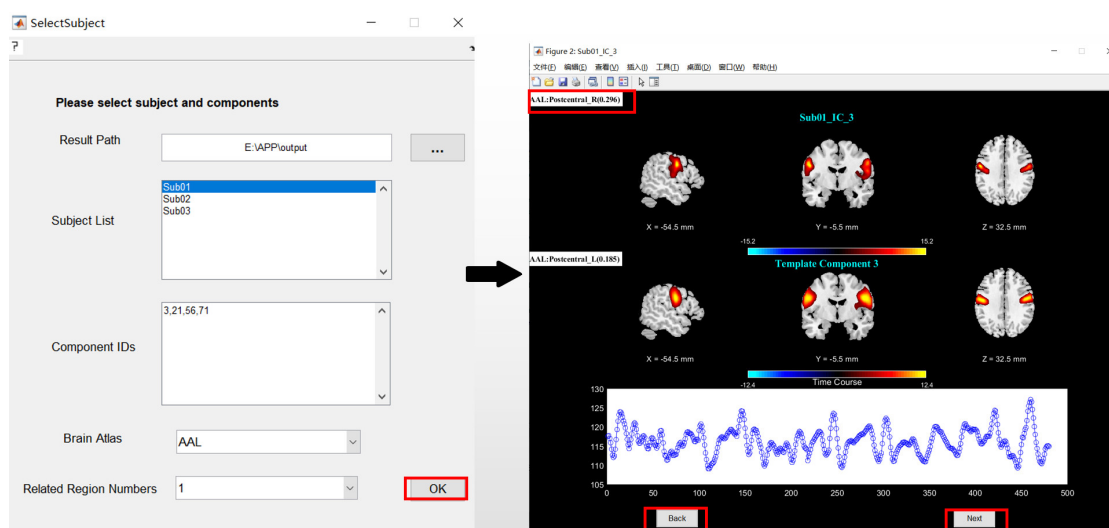 SelectSubject
Please select subject and components
Result Path
E:\APP\output
...
Subject List
Sub01
Sub02
Sub03
Component IDs
3,21,56,71
Brain Atlas
AAL
Related Region Numbers
1
OK
Figure 2: Sub01_IC_3
文件(F) 编辑(E) 查看(V) 插入(I) 工具(T) 桌面(D) 窗口(W) 帮助(H)
AAL:Postcentral_R(0.296)
Sub01_IC_3
X = -54.5 mm
Y = -5.5 mm
Z = 32.5 mm
-15.2
15.2
AAL:Postcentral_L(0.185)
Template Component 3
X = -54.5 mm
Y = -5.5 mm
Z = 32.5 mm
-12.4
12.4
Time Course
130
125
120
115
110
105
0 50 100 150 200 250 300 350 400 450 500
Back
Next